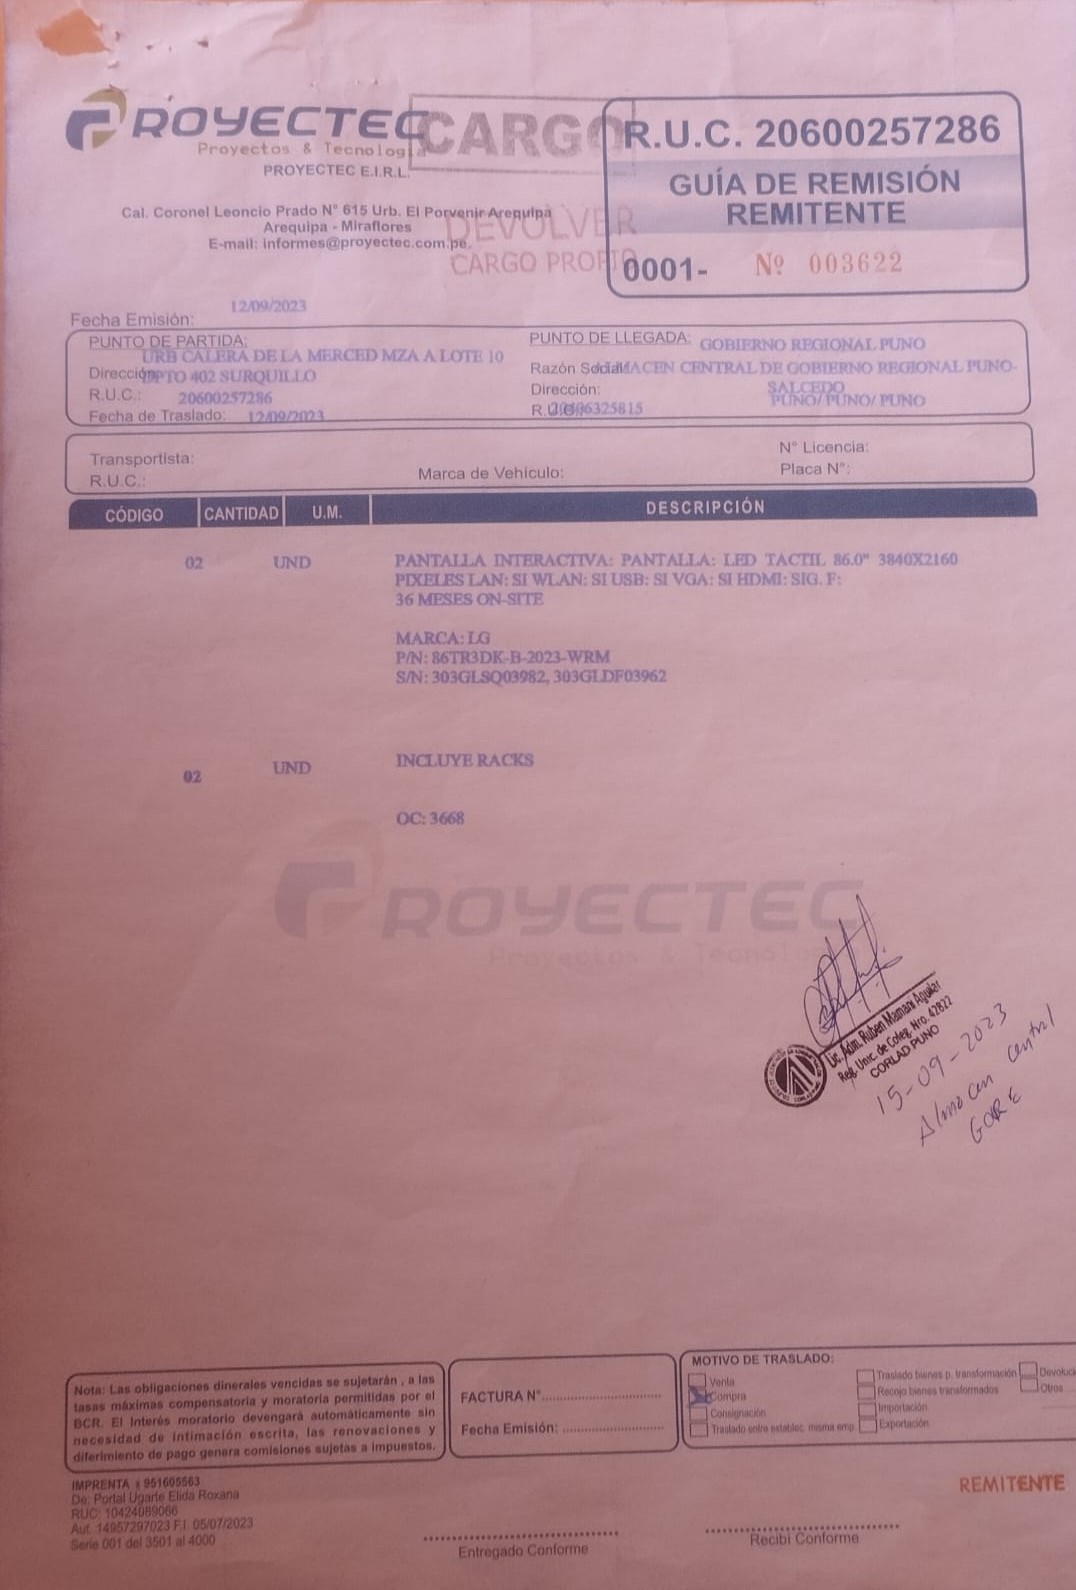 PROYECTEC
Proyectos & Tecnología
PROYECTEC E.I.R.L.
CARGO
DEVOLVER
CARGO
Cal. Coronel Leoncio Prado N° 615 Urb. El Porvenir Arequipa
Arequipa - Miraflores
E-mail: informes@proyectec.com.pe.
R.U.C. 20600257286
GUÍA DE REMISIÓN
REMITENTE
0001- Nº 003622
Fecha Emisión: 12/09/2023
PUNTO DE PARTIDA:
URB CALERA DE LA MERCED MZA A LOTE 10
Dirección: DPTO 402 SURQUILLO
R.U.C.: 20600257286
Fecha de Traslado: 12/09/2023
PUNTO DE LLEGADA: GOBIERNO REGIONAL PUNO
Razón Social: ALMACEN CENTRAL DE GOBIERNO REGIONAL PUNO-
SALCEDO
Dirección: PUNO/ PUNO/ PUNO
R.U.C.: 20406325815
Transportista:
R.U.C.:
Marca de Vehículo:
N° Licencia:
Placa N°:
CÓDIGO CANTIDAD U.M. DESCRIPCIÓN
02 UND PANTALLA INTERACTIVA: PANTALLA: LED TACTIL 86.0" 3840X2160
PIXELES LAN: SI WLAN: SI USB: SI VGA: SI HDMI: SIG. F:
36 MESES ON-SITE
MARCA: LG
P/N: 86TR3DK-B-2023-WRM
S/N: 303GLSQ03982, 303GLDF03962
02 UND INCLUYE RACKS
OC: 3668
PROYECTEC
Proyectos & Tecnolo
Lic. Adm. Ruben Mamani Aguilar
Reg. Unic. de Coleg. Nro. 42822
CORLAD PUNO
15-09-2023
Almacen Central
GORE
Nota: Las obligaciones dinerales vencidas se sujetarán , a las
tasas máximas compensatoria y moratoria permitidas por el
BCR. El Interés moratorio devengará automáticamente sin
necesidad de intimación escrita, las renovaciones y
diferimiento de pago genera comisiones sujetas a impuestos.
FACTURA N°
Fecha Emisión:
MOTIVO DE TRASLADO:
Venta
Compra
Consignación
Traslado entre establec. misma emp.
Traslado bienes p. transformación
Recojo bienes transformados
Importación
Exportación
Devoluci
Otros
IMPRENTA : 951605563
De: Portal Ugarte Elida Roxana
RUC: 10424089066
Aut. 14957297023 F.I. 05/07/2023
Serie 001 del 3501 al 4000
REMITENTE
Entregado Conforme
Recibí Conforme